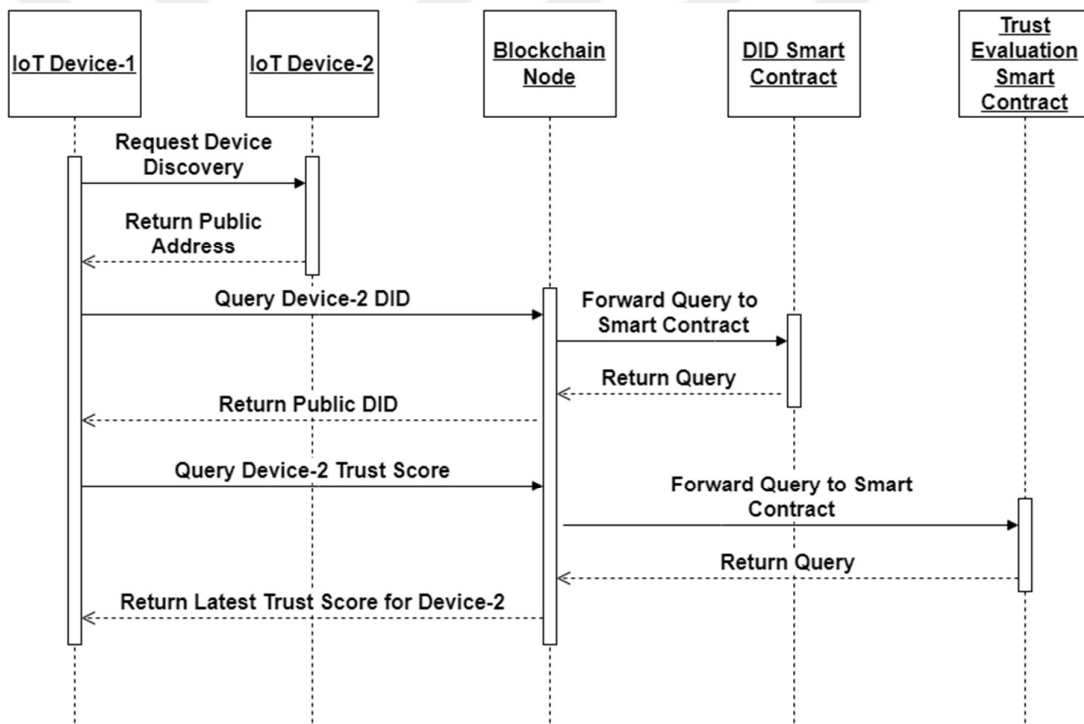 IoT Device-1
IoT Device-2
Blockchain
Node
DID Smart
Contract
Trust
Evaluation
Smart
Contract
Request Device
Discovery
Return Public
Address
Query Device-2 DID
Forward Query to
Smart Contract
Return Query
Return Public DID
Query Device-2 Trust Score
Forward Query to Smart
Contract
Return Query
Return Latest Trust Score for Device-2